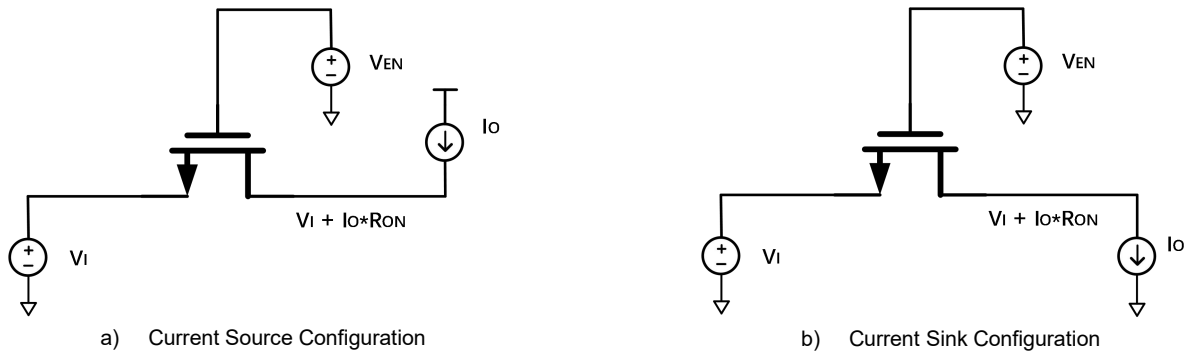 +
−
VEN
IO
VI + IO*RON
+
−
VI
a) Current Source Configuration
+
−
VEN
VI + IO*RON
IO
+
−
VI
b) Current Sink Configuration